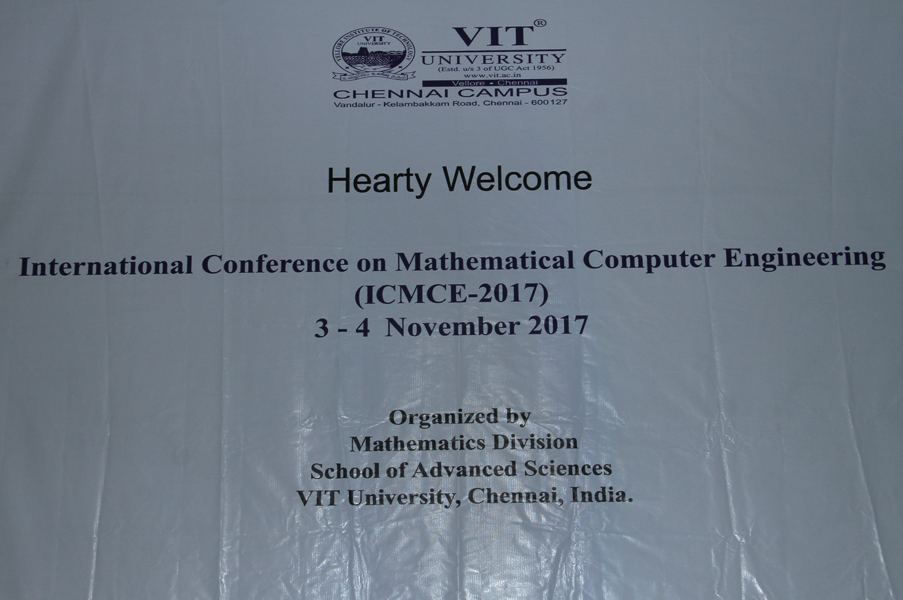 VELLORE INSTITUTE OF TECHNOLOGY
VIT
UNIVERSITY
VIT®
UNIVERSITY
(Estd. u/s 3 of UGC Act 1956)
www.vit.ac.in
Vellore • Chennai
CHENNAI CAMPUS
Vandalur - Kelambakkam Road, Chennai - 600127
Hearty Welcome
International Conference on Mathematical Computer Engineering
(ICMCE-2017)
3 - 4 November 2017
Organized by
Mathematics Division
School of Advanced Sciences
VIT University, Chennai, India.